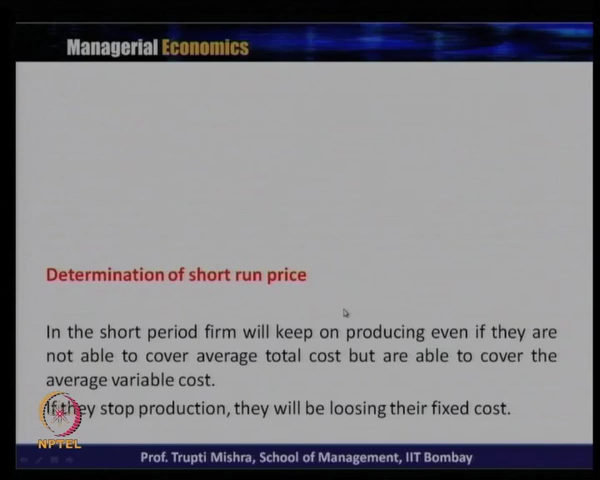 Managerial Economics
Determination of short run price
In the short period firm will keep on producing even if they are
not able to cover average total cost but are able to cover the
average variable cost.
If they stop production, they will be loosing their fixed cost.
NPTEL
Prof. Trupti Mishra, School of Management, IIT Bombay